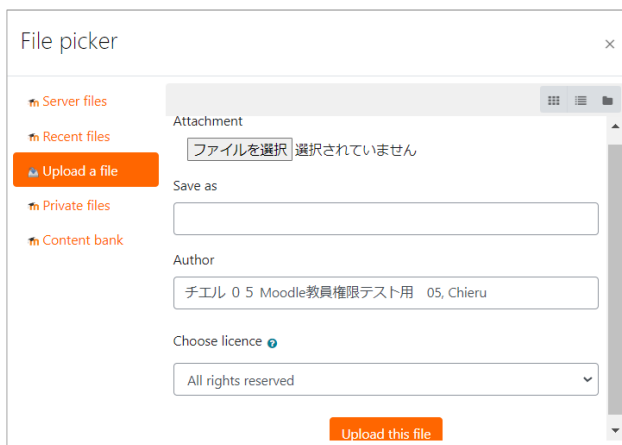 File picker
×
Server files
Recent files
Upload a file
Private files
Content bank
Attachment
ファイルを選択 選択されていません
Save as
Author
チエル ０５ Moodle教員権限テスト用　05, Chieru
Choose licence
All rights reserved
Upload this file